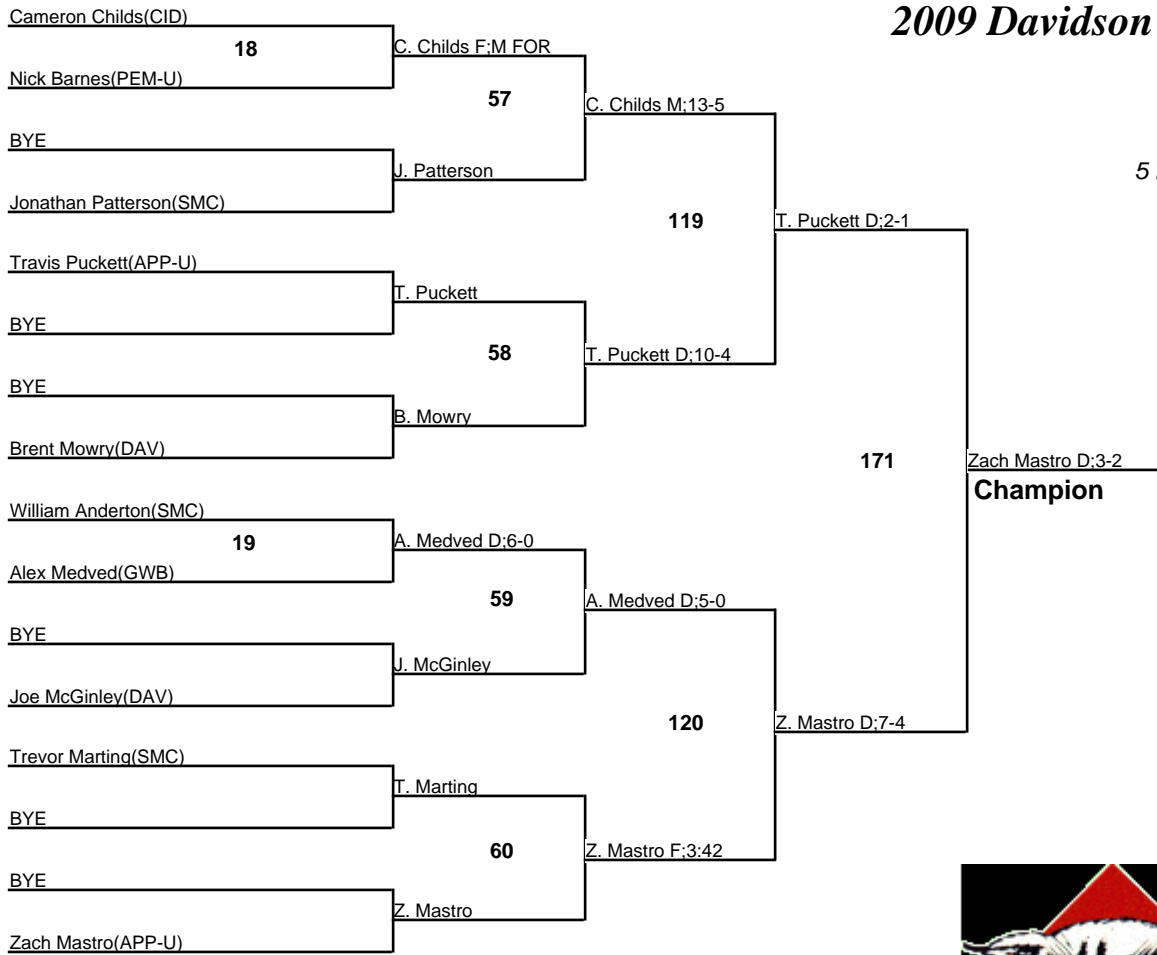 2009 Davidson
Cameron Childs(CID)
18
Nick Barnes(PEM-U)
BYE
Jonathan Patterson(SMC)
Travis Puckett(APP-U)
BYE
BYE
Brent Mowry(DAV)
William Anderton(SMC)
19
Alex Medved(GWB)
BYE
Joe McGinley(DAV)
Trevor Marting(SMC)
BYE
BYE
Zach Mastro(APP-U)
C. Childs F;M FOR
57
J. Patterson
T. Puckett
58
B. Mowry
A. Medved D;6-0
59
J. McGinley
T. Marting
60
Z. Mastro
C. Childs M;13-5
119
T. Puckett D;10-4
A. Medved D;5-0
120
Z. Mastro F;3:42
T. Puckett D;2-1
171
Z. Mastro D;7-4
Zach Mastro D;3-2
Champion
5